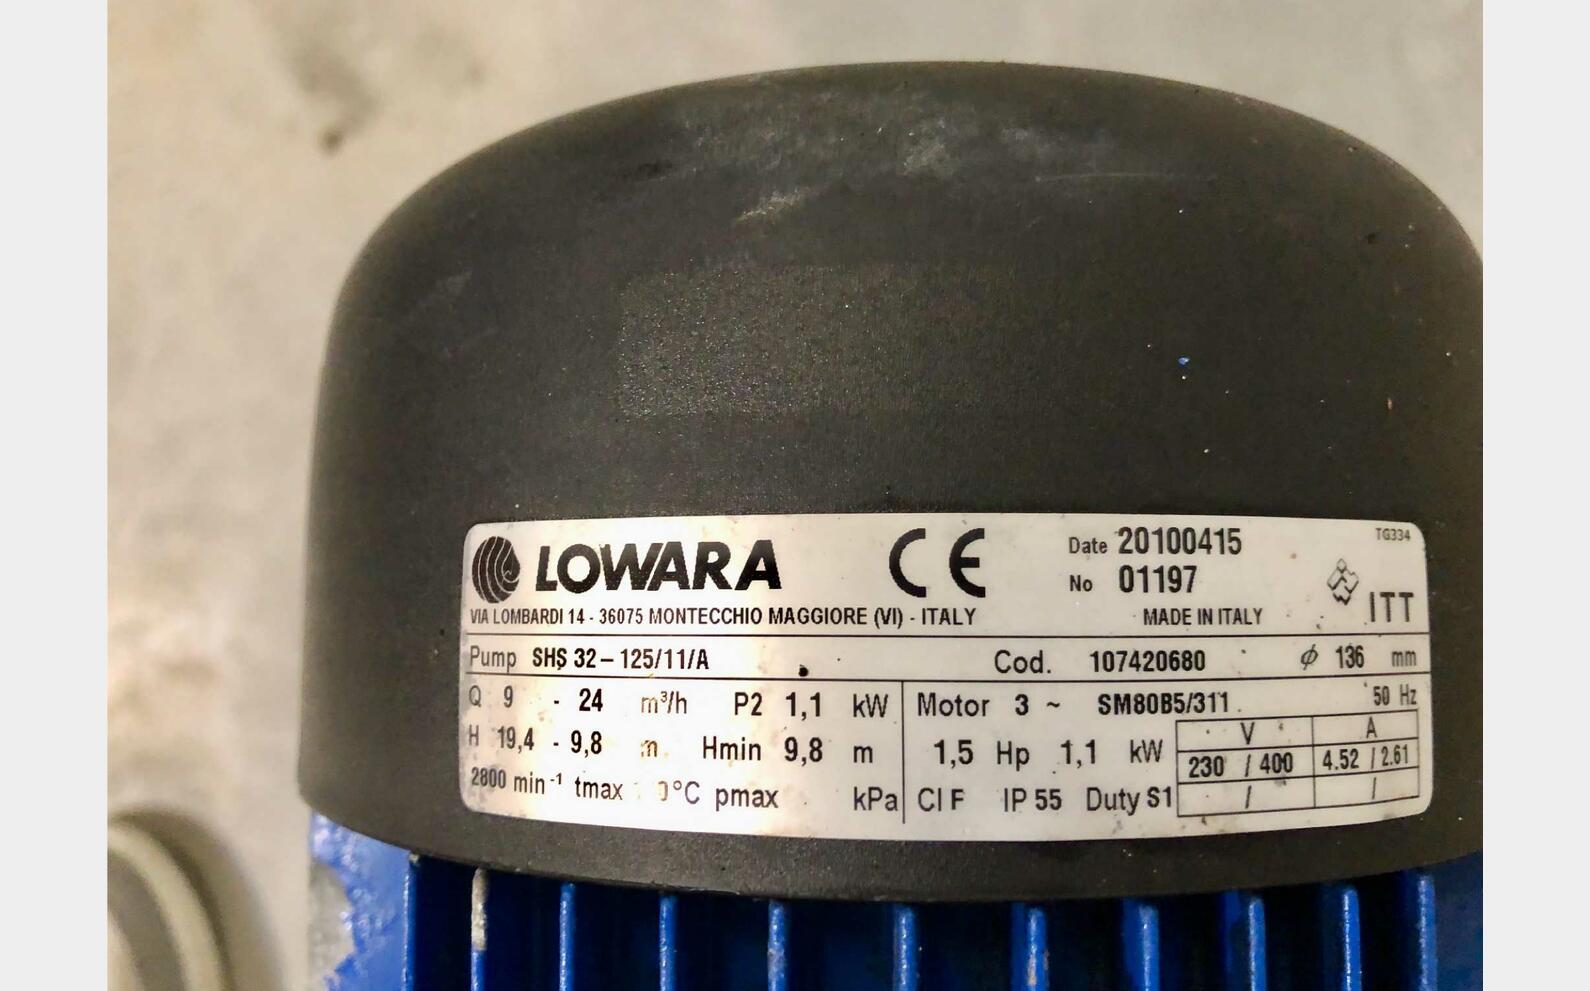 LOWARA CE Date 20100415 TG334
No 01197
VIA LOMBARDI 14 - 36075 MONTECCHIO MAGGIORE (VI) - ITALY MADE IN ITALY ITT
Pump SHS 32-125/11/A Cod. 107420680 ϕ 136 mm
Q 9 - 24 m³/h P2 1,1 kW Motor 3 ~ SM80B5/311 50 Hz
V A
H 19,4 - 9,8 m Hmin 9,8 m 1,5 Hp 1,1 kW 230 / 400 4.52 / 2.61
2800 min⁻¹ tmax °C pmax kPa Cl F IP 55 Duty S1 / /